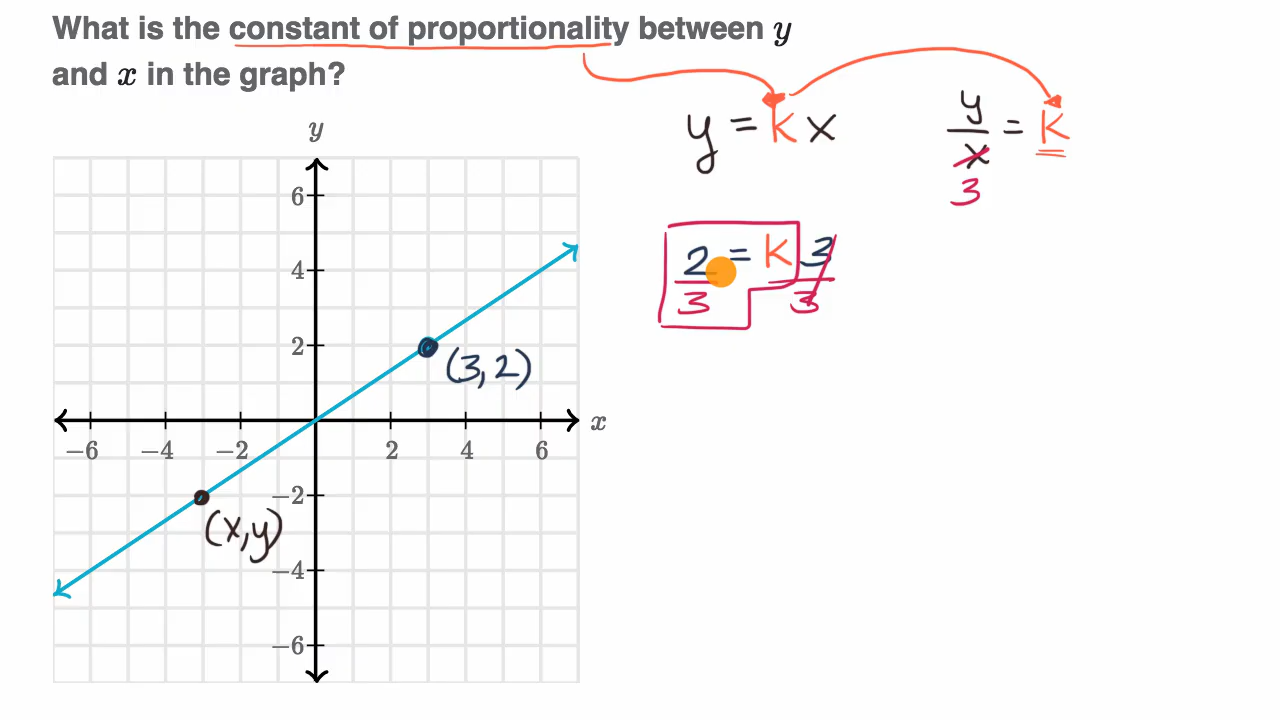 What is the constant of proportionality between y
and x in the graph?
y = K x
y/x = K
3
y
6
4
2
x
−6 −4 −2 2 4 6
−2
−4
−6
(3,2)
(x,y)
2/3 = K 3/3